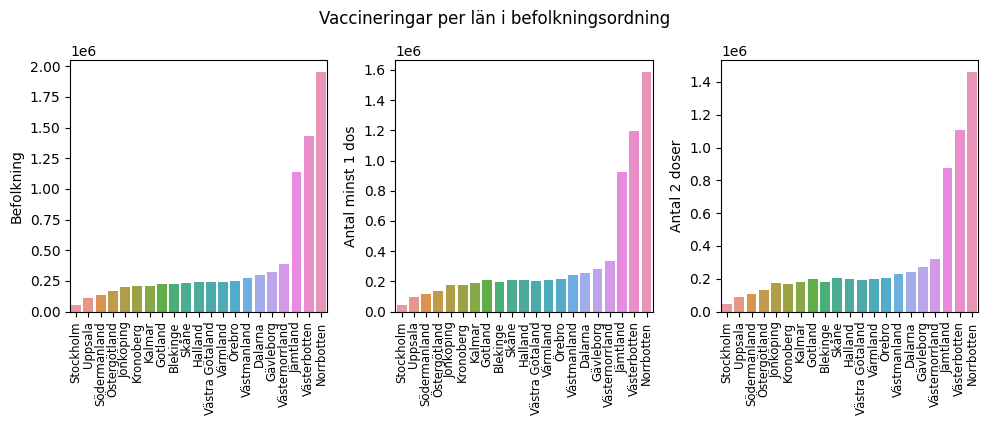 Vaccineringar per län i befolkningsordning
1e6
2.00
1.75
1.50
1.25
1.00
0.75
0.50
0.25
0.00
Befolkning
Stockholm
Uppsala
Södermanland
Östergötland
Jönköping
Kronoberg
Kalmar
Gotland
Blekinge
Skåne
Halland
Västra Götaland
Värmland
Örebro
Västmanland
Dalarna
Gävleborg
Västernorrland
Jämtland
Västerbotten
Norrbotten
1e6
1.6
1.4
1.2
1.0
0.8
0.6
0.4
0.2
0.0
Antal minst 1 dos
Stockholm
Uppsala
Södermanland
Östergötland
Jönköping
Kronoberg
Kalmar
Gotland
Blekinge
Skåne
Halland
Västra Götaland
Värmland
Örebro
Västmanland
Dalarna
Gävleborg
Västernorrland
Jämtland
Västerbotten
Norrbotten
1e6
1.4
1.2
1.0
0.8
0.6
0.4
0.2
0.0
Antal 2 doser
Stockholm
Uppsala
Södermanland
Östergötland
Jönköping
Kronoberg
Kalmar
Gotland
Blekinge
Skåne
Halland
Västra Götaland
Värmland
Örebro
Västmanland
Dalarna
Gävleborg
Västernorrland
Jämtland
Västerbotten
Norrbotten